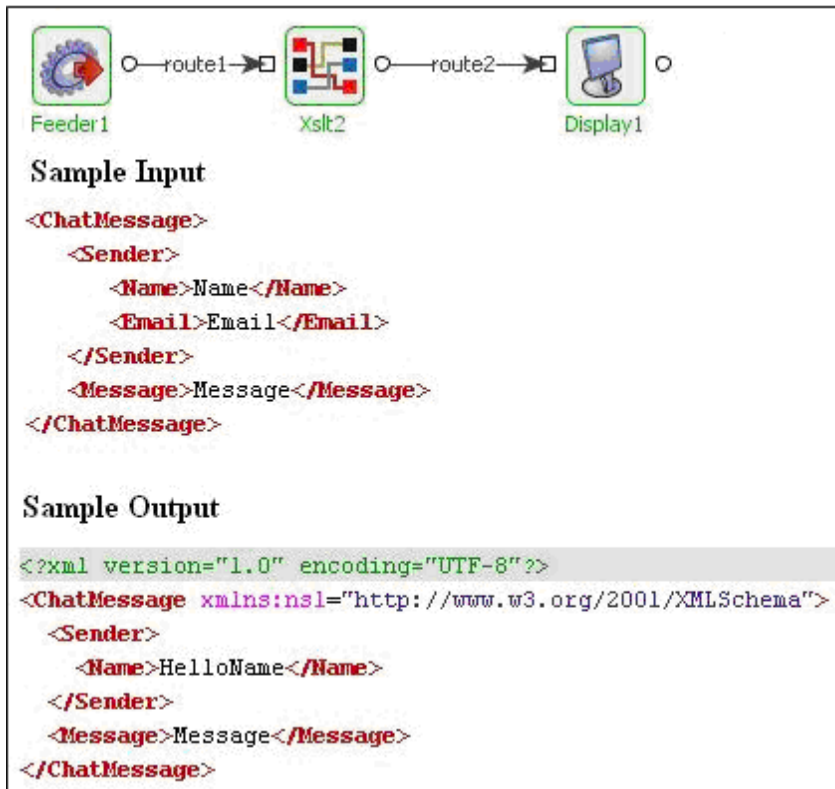 route1 route2
Feeder1 Xslt2 Display1
Sample Input
<ChatMessage>
<Sender>
<Name>Name</Name>
<Email>Email</Email>
</Sender>
<Message>Message</Message>
</ChatMessage>
Sample Output
<?xml version="1.0" encoding="UTF-8"?>
<ChatMessage xmlns:ns1="http://www.w3.org/2001/XMLSchema">
<Sender>
<Name>HelloName</Name>
</Sender>
<Message>Message</Message>
</ChatMessage>